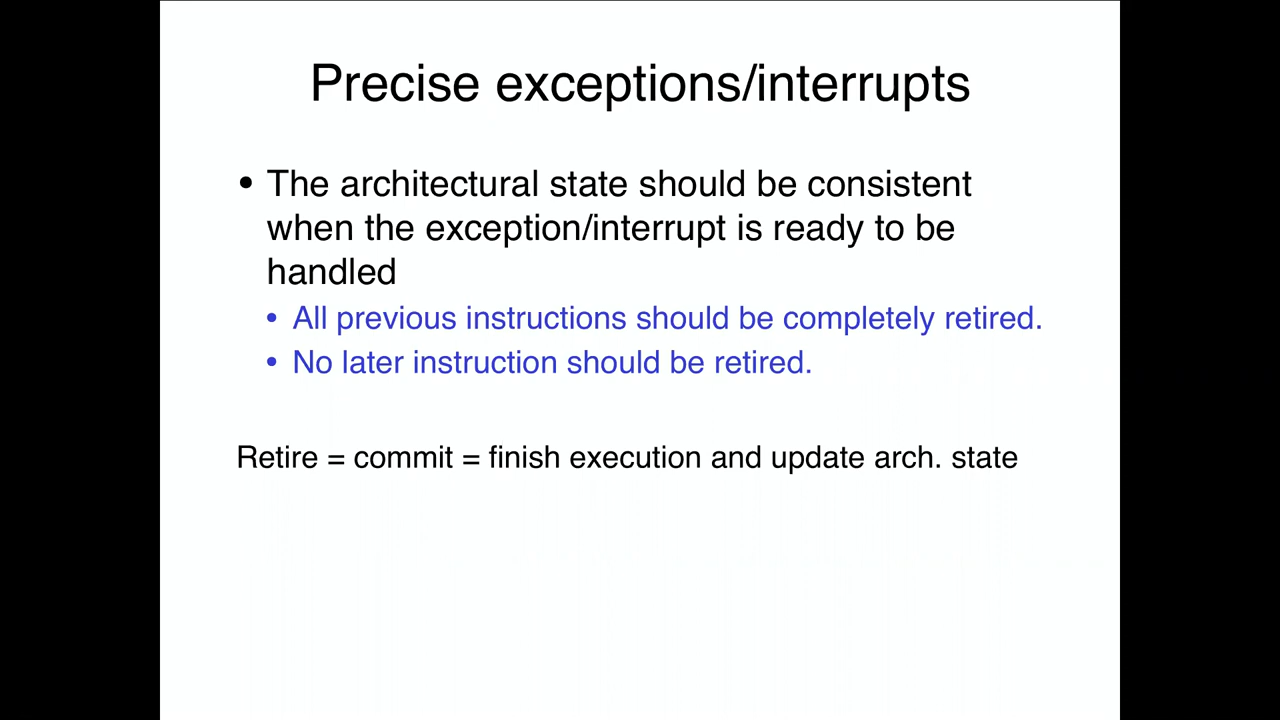 Precise exceptions/interrupts
• The architectural state should be consistent
when the exception/interrupt is ready to be
handled
• All previous instructions should be completely retired.
• No later instruction should be retired.
Retire = commit = finish execution and update arch. state